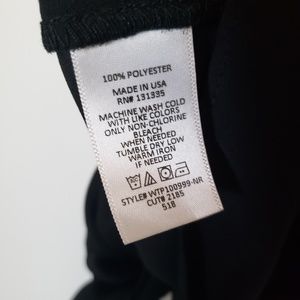 100% POLYESTER
MADE IN USA
RN# 131335
MACHINE WASH COLD
WITH LIKE COLORS
ONLY NON-CHLORINE
BLEACH
WHEN NEEDED
TUMBLE DRY LOW
WARM IRON
IF NEEDED
STYLE# WTP100999-NR
CUT# 2185
518